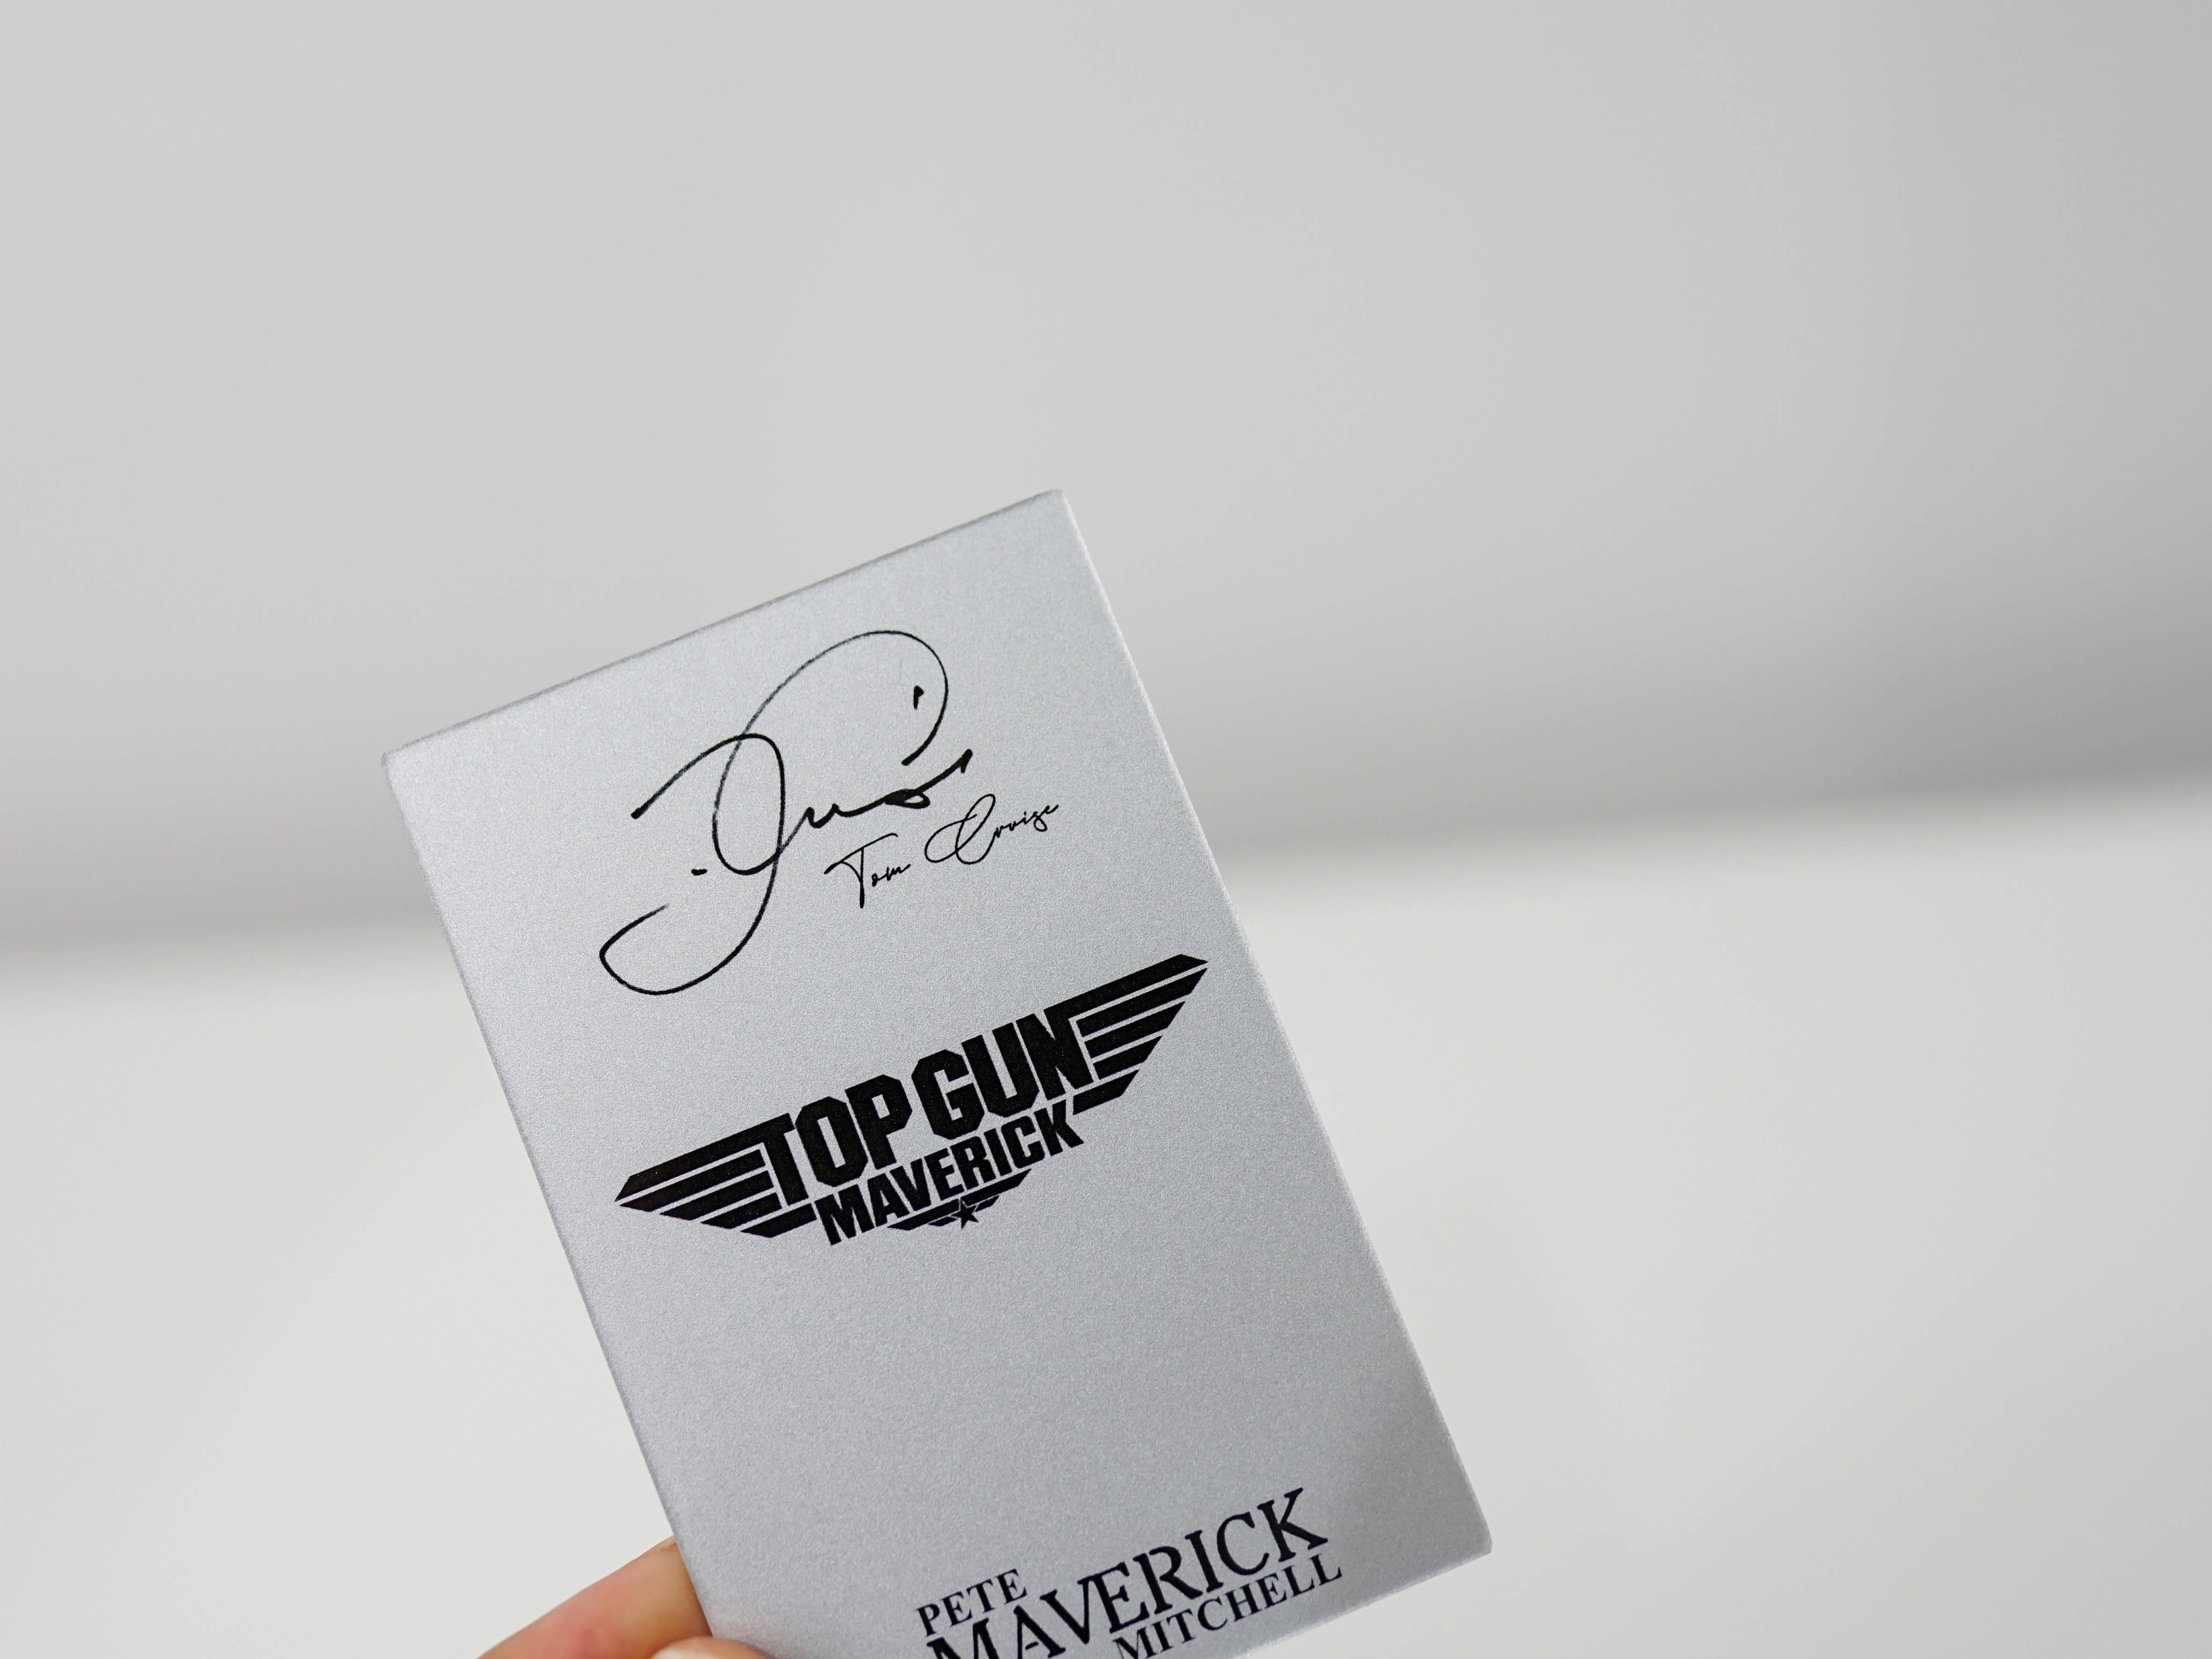 Tom Cruise
TOP GUN
MAVERICK
PETE
MAVERICK
MITCHELL